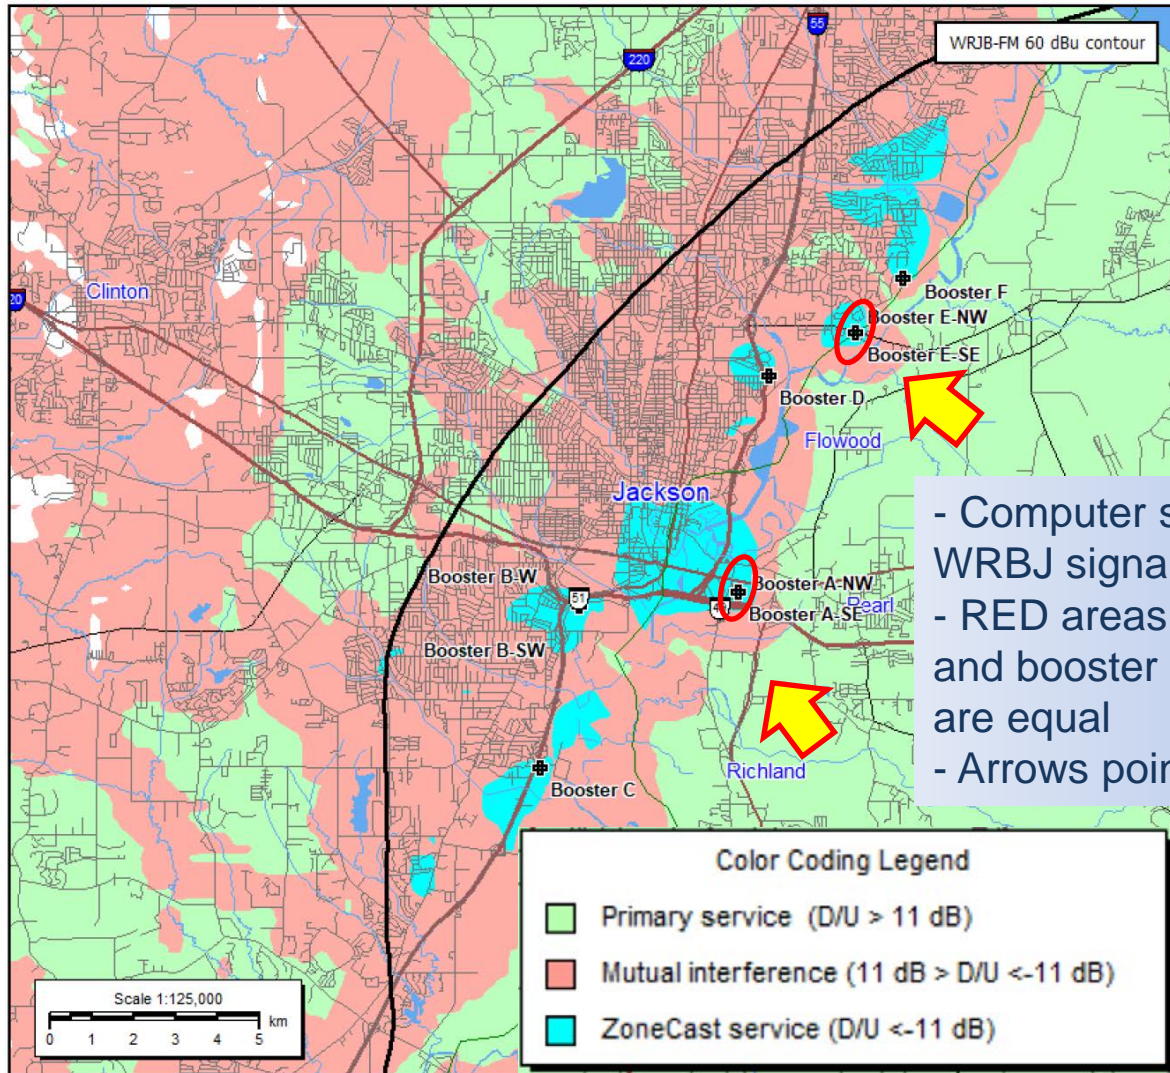 WRJB-FM 60 dBu contour
55
220
20
Clinton
Booster F
Booster E-NW
Booster E-SE
Booster D
Flowood
Jackson
- Computer s
WRBJ signa
- RED areas
and booster
are equal
- Arrows poin
Booster B-W
51
Booster A-NW
Booster A-SE
Pearl
Booster B-SW
Richland
Booster C
Color Coding Legend
Primary service (D/U > 11 dB)
Mutual interference (11 dB > D/U <-11 dB)
ZoneCast service (D/U <-11 dB)
Scale 1:125,000
0 1 2 3 4 5 km